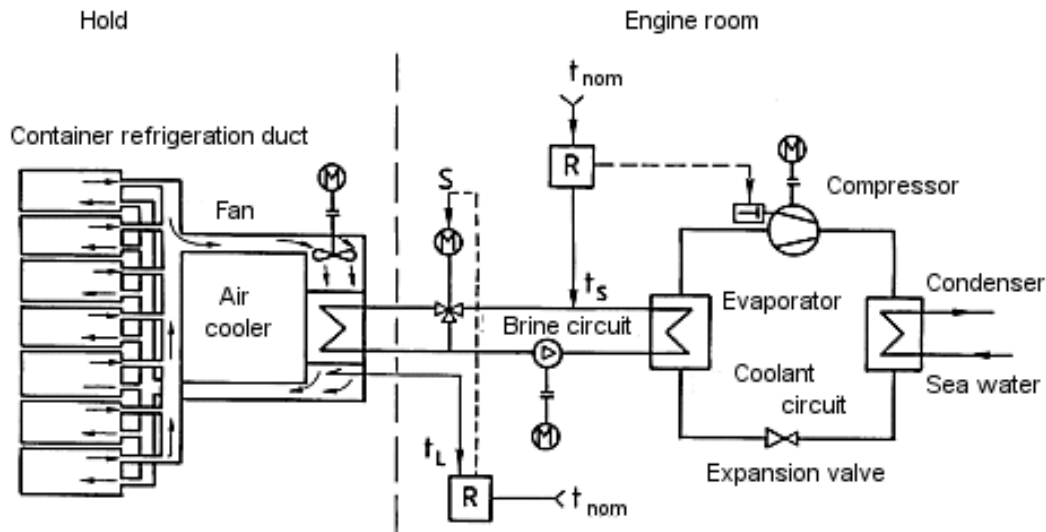 Hold
Engine room
t nom
Container refrigeration duct
M
M
R
S
Compressor
Fan
M
Air
cooler
t S
Brine circuit
Evaporator
Condenser
Coolant
circuit
Sea water
M
t L
R
t nom
Expansion valve